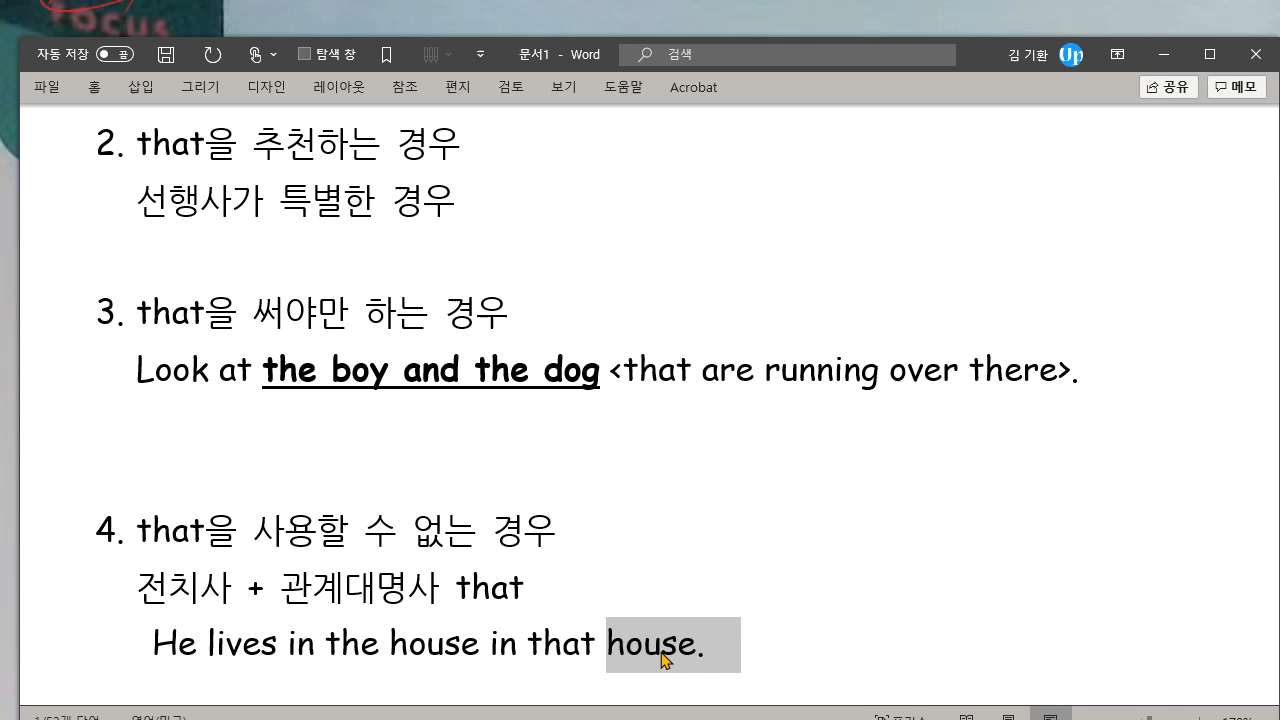 FOCUS
자동 저장 끔 탐색 창 문서1 - Word 검색 김 기환 Up
파일 홈 삽입 그리기 디자인 레이아웃 참조 편지 검토 보기 도움말 Acrobat 공유 메모
2. that을 추천하는 경우
선행사가 특별한 경우
3. that을 써야만 하는 경우
Look at the boy and the dog <that are running over there>.
4. that을 사용할 수 없는 경우
전치사 + 관계대명사 that
He lives in the house in that house.